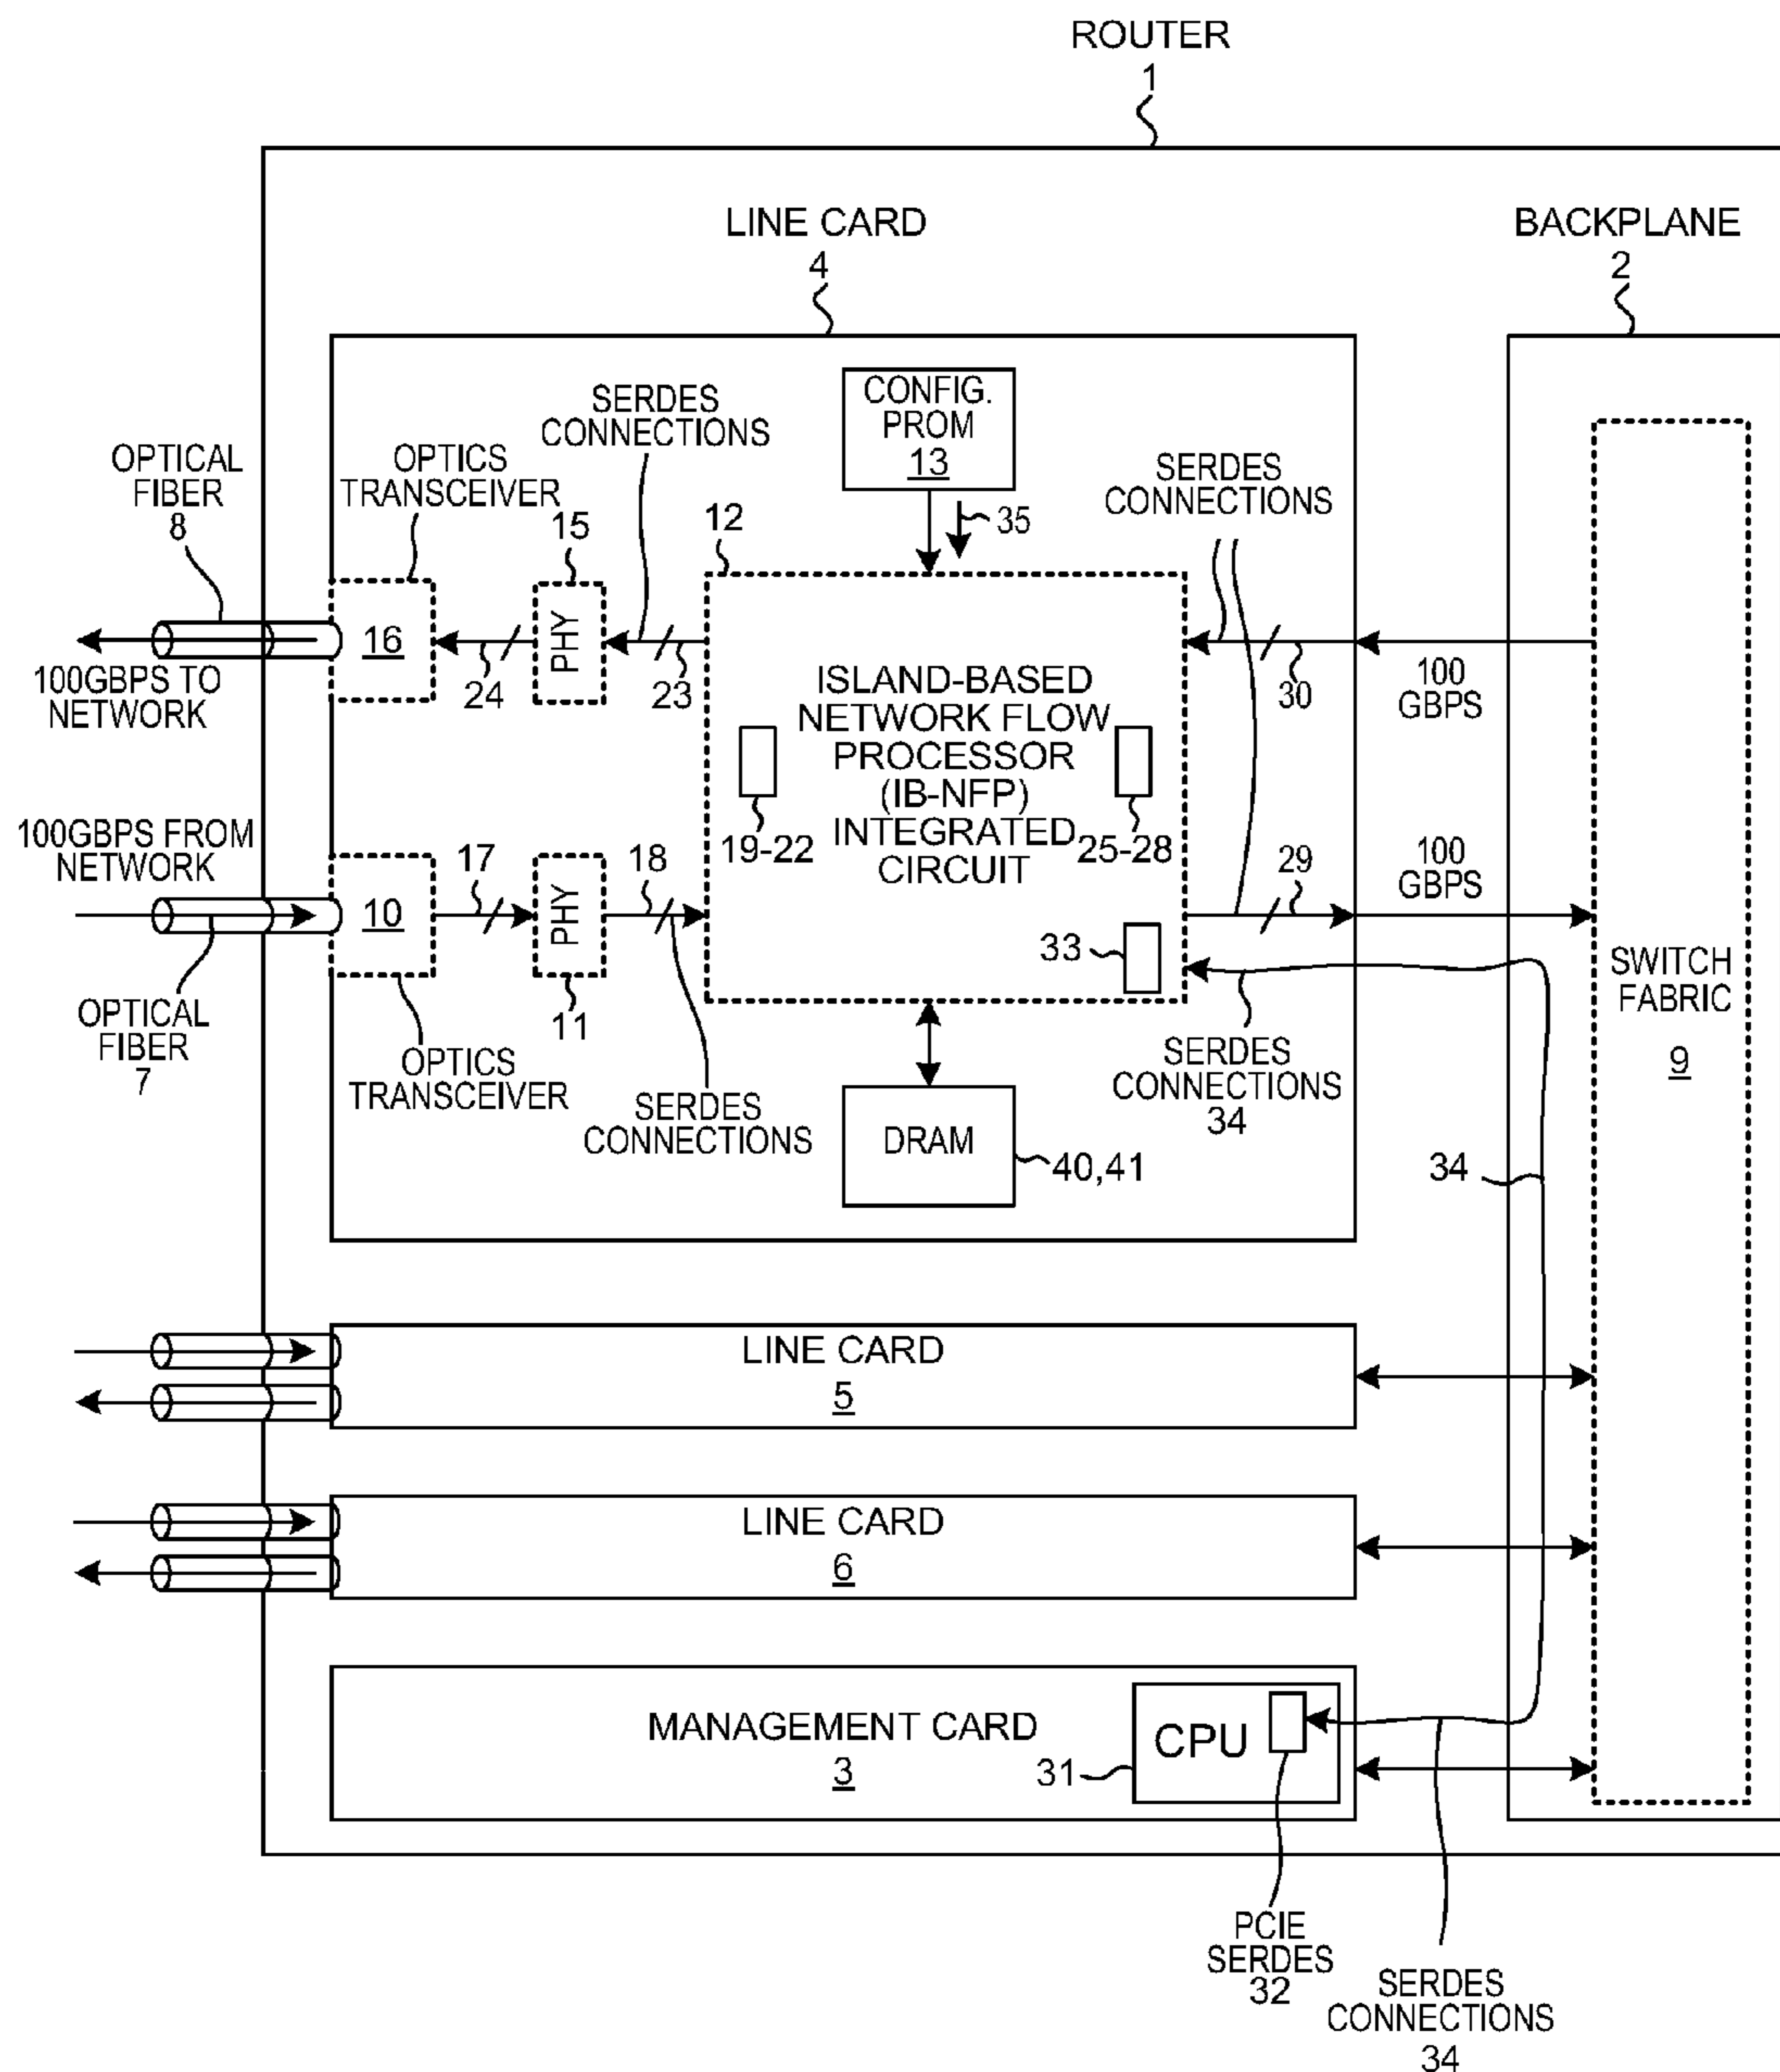 ROUTER
1
LINE CARD
4
BACKPLANE
2
CONFIG.
PROM
13
35
SERDES
CONNECTIONS
SERDES
CONNECTIONS
OPTICAL
FIBER
8
OPTICS
TRANSCEIVER
15
12
16
PHY
24
23
30
100
GBPS
100GBPS TO
NETWORK
ISLAND-BASED
NETWORK FLOW
PROCESSOR
(IB-NFP)
INTEGRATED
CIRCUIT
19-22
25-28
100GBPS FROM
NETWORK
17
18
29
100
GBPS
10
PHY
33
11
OPTICAL
FIBER
7
OPTICS
TRANSCEIVER
SERDES
CONNECTIONS
SERDES
CONNECTIONS
34
DRAM
40,41
34
SWITCH
FABRIC
9
LINE CARD
5
LINE CARD
6
MANAGEMENT CARD
3
31
CPU
PCIE
SERDES
32
SERDES
CONNECTIONS
34